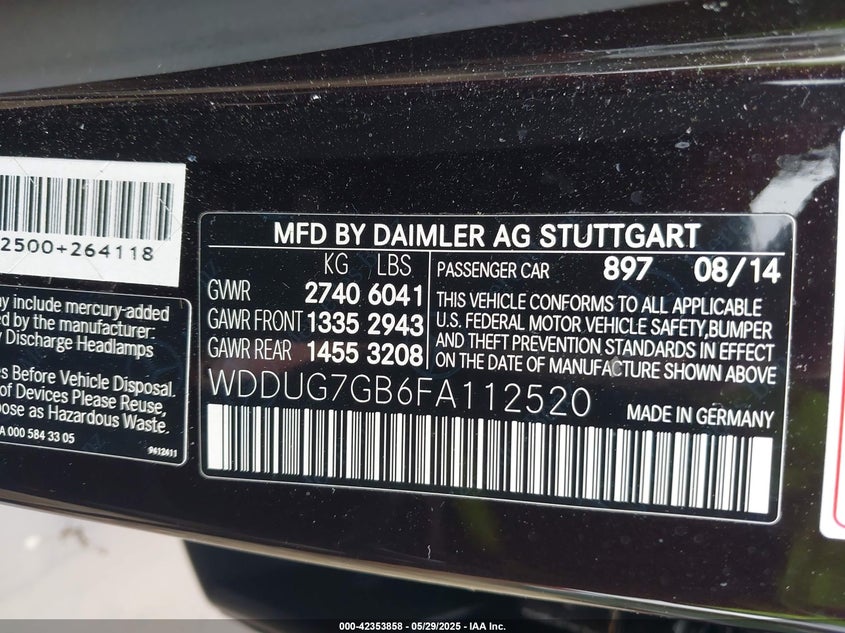 2500+264118
y include mercury-added
ed by the manufacturer:
Discharge Headlamps
es Before Vehicle Disposal.
of Devices Please Reuse,
pose as Hazardous Waste.
A 000 584 33 05
9412411
MFD BY DAIMLER AG STUTTGART
KG LBS
GVWR 2740 6041
GAWR FRONT 1335 2943
GAWR REAR 1455 3208
PASSENGER CAR 897 08/14
THIS VEHICLE CONFORMS TO ALL APPLICABLE
U.S. FEDERAL MOTOR VEHICLE SAFETY,BUMPER
AND THEFT PREVENTION STANDARDS IN EFFECT
ON THE DATE OF MANUFACTURE SHOWN ABOVE
WDDUG7GB6FA112520
MADE IN GERMANY
000-42353858 - 05/29/2025 - IAA Inc.